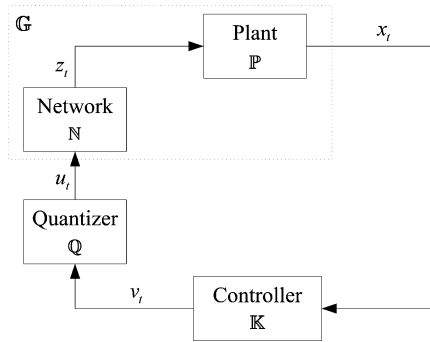 𝔾
Plant
ℙ
x_t
z_t
Network
ℕ
u_t
Quantizer
ℚ
v_t
Controller
𝕂